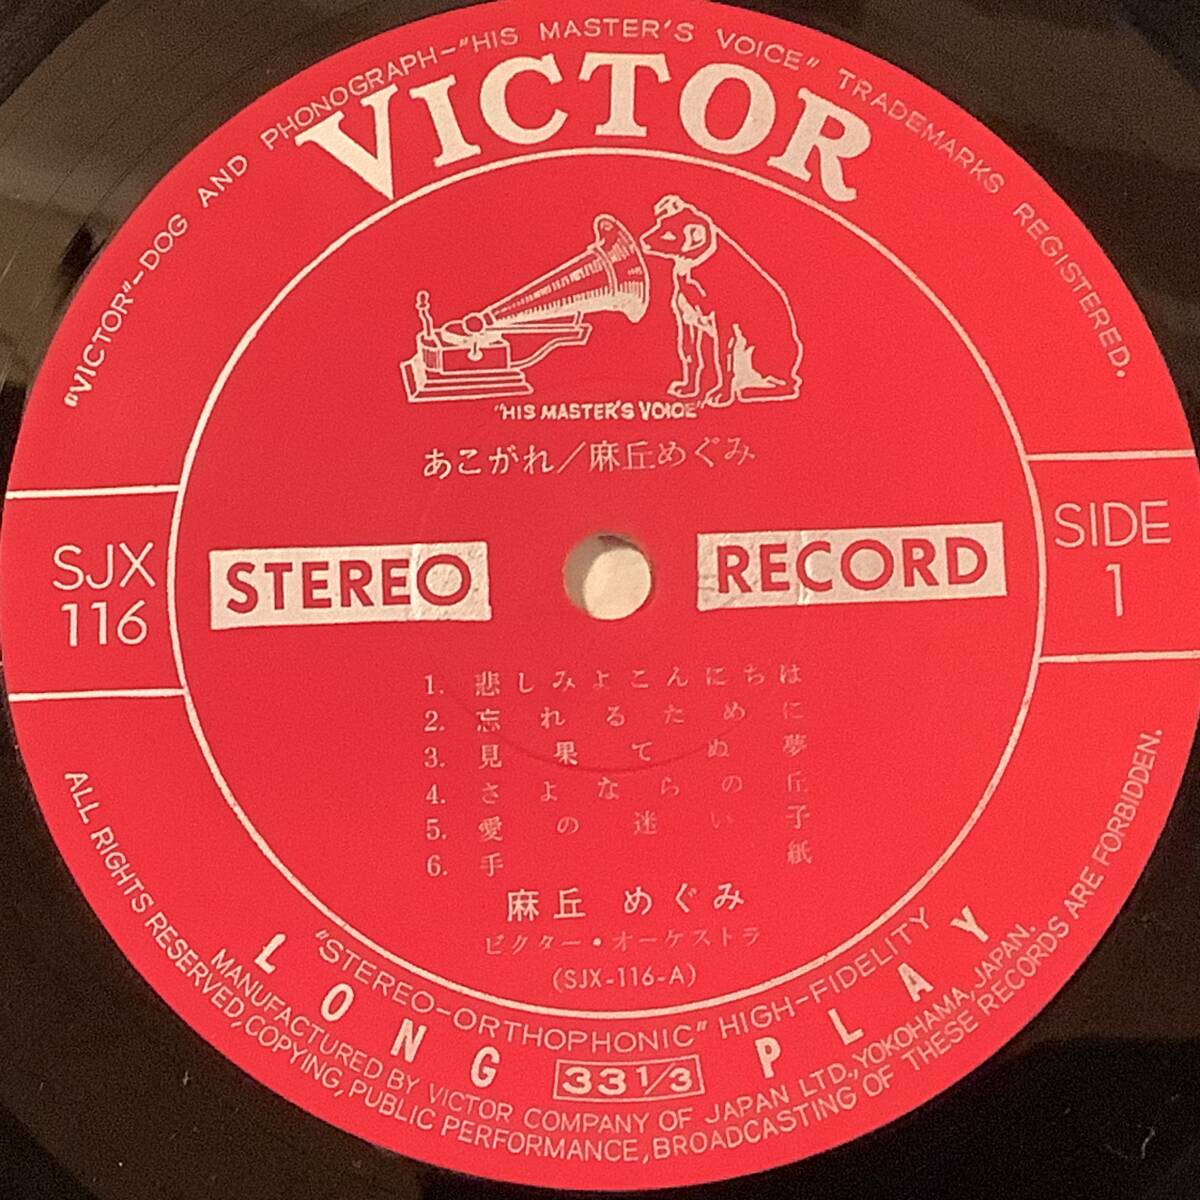 "VICTOR"-DOG AND PHONOGRAPH-"HIS MASTER'S VOICE" TRADEMARKS REGISTERED.
VICTOR
"HIS MASTER'S VOICE"
あこがれ/麻丘めぐみ
SJX
116
STEREO
RECORD
SIDE
1
1. 悲しみよこんにちは
2. 忘れるために
3. 見果てぬ夢
4. さよならの丘
5. 愛の迷い子
6. 手紙
麻丘 めぐみ
ビクター・オーケストラ
(SJX-116-A)
"STEREO-ORTHOPHONIC" HIGH-FIDELITY
LONG PLAY
33 1/3
MANUFACTURED BY VICTOR COMPANY OF JAPAN LTD., YOKOHAMA, JAPAN.
ALL RIGHTS RESERVED, COPYING, PUBLIC PERFORMANCE, BROADCASTING OF THESE RECORDS ARE FORBIDDEN.